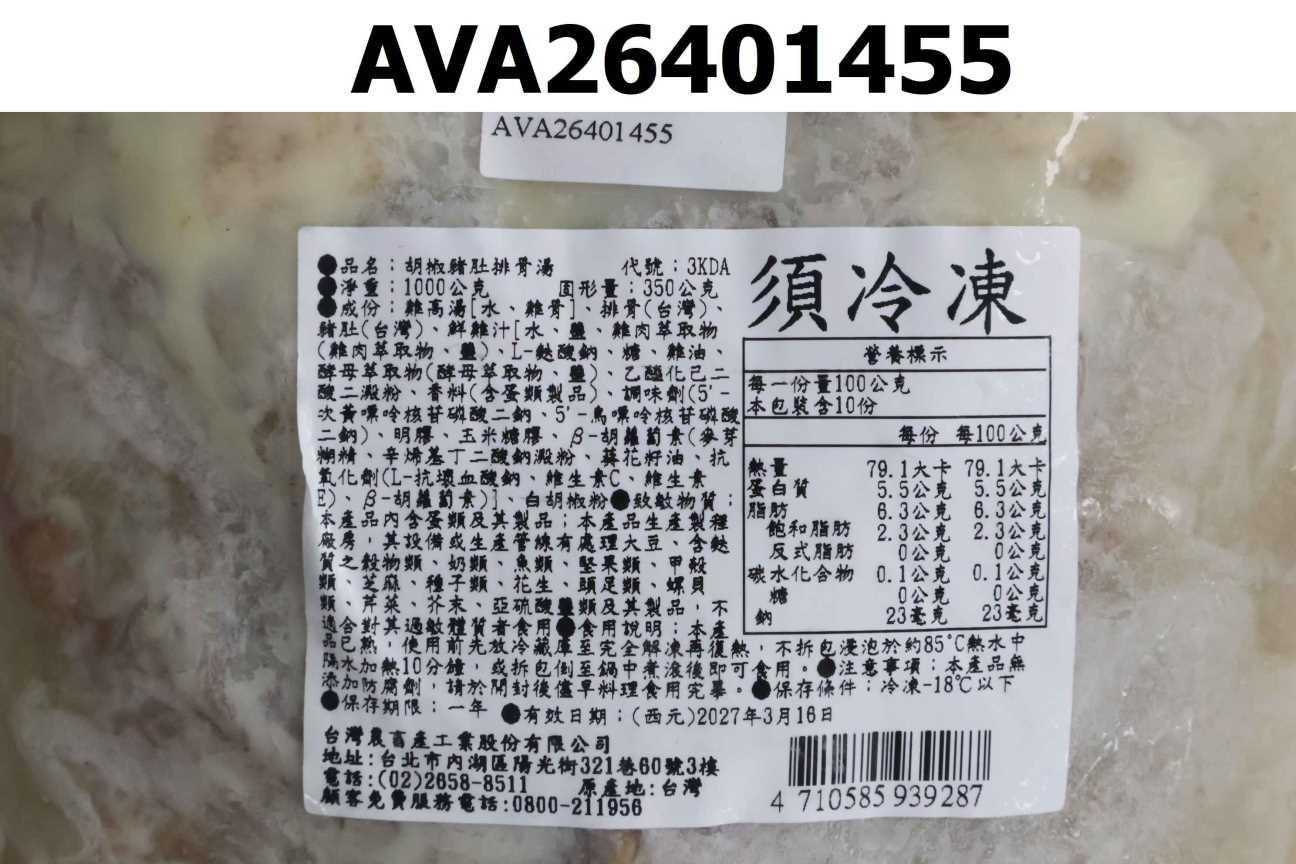 AVA26401455
AVA26401455
●品名：胡椒豬肚排骨湯 代號：3KDA
●淨重：1000公克 固形量：350公克
●成份：雞高湯[水、雞骨]、排骨(台灣)、
豬肚(台灣)、鮮雞汁[水、鹽、雞肉萃取物
(雞肉萃取物、鹽)、L-麩酸鈉、糖、雞油、
酵母萃取物(酵母萃取物、鹽)、乙醯化己二
酸二澱粉、香料(含蛋類製品)、調味劑(5'-
次黃嘌呤核苷磷酸二鈉、5'-鳥嘌呤核苷磷酸
二鈉)、明膠、玉米糖膠、β-胡蘿蔔素(麥芽
糊精、辛烯基丁二酸鈉澱粉、葵花籽油、抗
氧化劑(L-抗壞血酸鈉、維生素C、維生素
E)、β-胡蘿蔔素)]、白胡椒粉●致敏物質：
本產品內含蛋類及其製品；本產品生產製程
廠房，其設備或生產管線有處理大豆、含麩
質之穀物類、奶類、魚類、堅果類、甲殼
類、芝麻、種子類、花生、頭足類、螺貝
類、芹菜、芥末、亞硫酸鹽類及其製品，不
適合對其過敏體質者食用●食用說明：本產
品已熟，使用前先放冷藏庫至完全解凍再復熱，不拆包浸泡於約85℃熱水中
隔水加熱10分鐘，或拆包倒至鍋中煮滾後即可食用。●注意事項：本產品無
添加防腐劑，請於開封後儘早料理食用完畢。●保存條件：冷凍-18℃以下
●保存期限：一年 ●有效日期：(西元)2027年3月16日
台灣農畜產工業股份有限公司
地址：台北市內湖區陽光街321巷60號3樓
電話：(02)2658-8511 原產地：台灣
顧客免費服務電話：0800-211956
須冷凍
營養標示
每一份量100公克
本包裝含10份
每份 每100公克
熱量 79.1大卡 79.1大卡
蛋白質 5.5公克 5.5公克
脂肪 6.3公克 6.3公克
飽和脂肪 2.3公克 2.3公克
反式脂肪 0公克 0公克
碳水化合物 0.1公克 0.1公克
糖 0公克 0公克
鈉 23毫克 23毫克
4 710585 939287